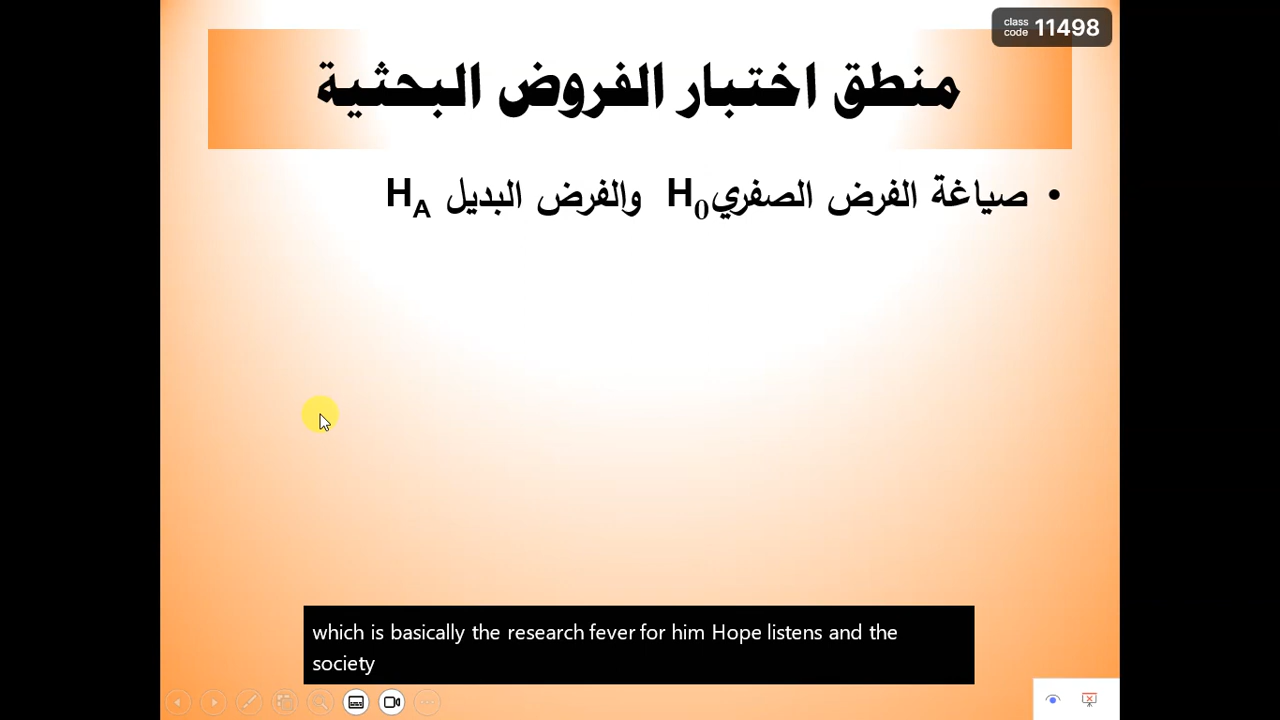 class code 11498
منطق اختبار الفروض البحثية
• صياغة الفرض الصفري H₀ والفرض البديل Hₐ
which is basically the research fever for him Hope listens and the
society